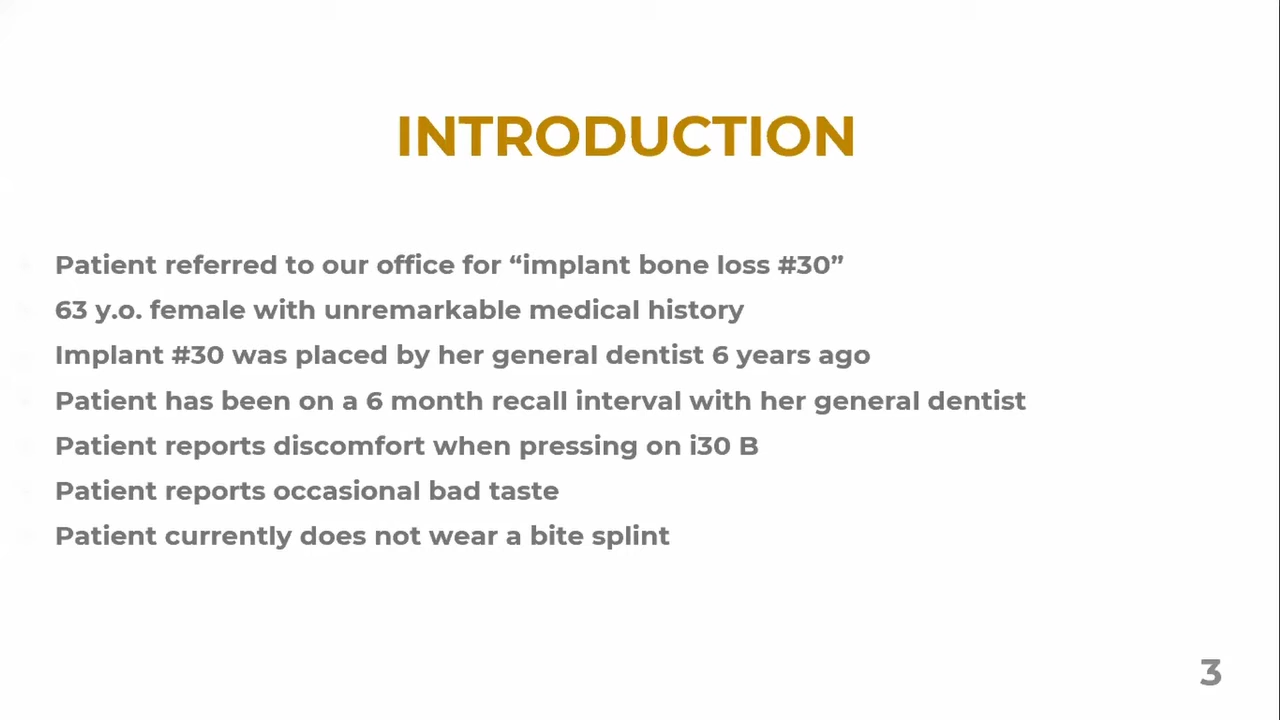 INTRODUCTION
Patient referred to our office for “implant bone loss #30”
63 y.o. female with unremarkable medical history
Implant #30 was placed by her general dentist 6 years ago
Patient has been on a 6 month recall interval with her general dentist
Patient reports discomfort when pressing on i30 B
Patient reports occasional bad taste
Patient currently does not wear a bite splint
3